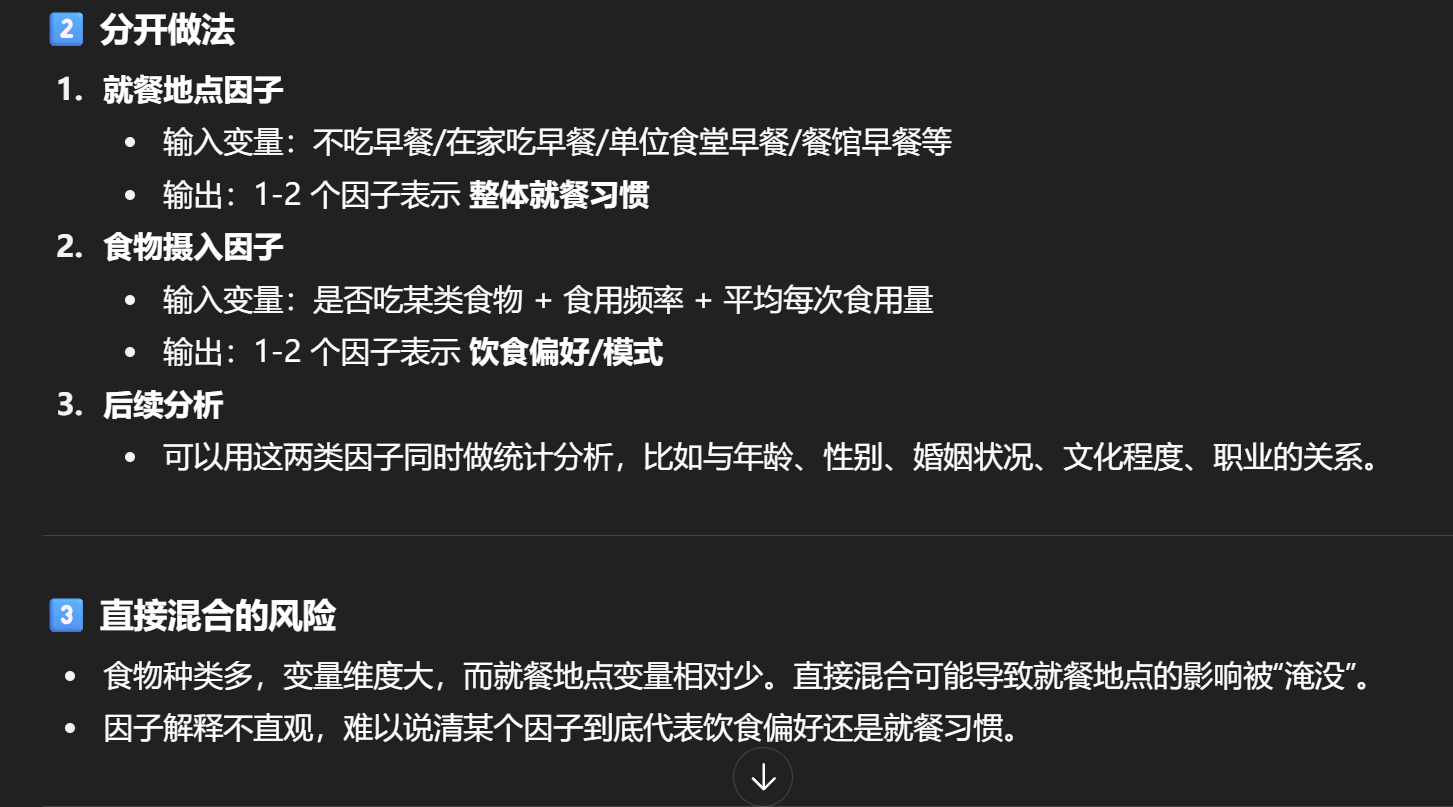 2 分开做法
1. 就餐地点因子
• 输入变量：不吃早餐/在家吃早餐/单位食堂早餐/餐馆早餐等
• 输出：1-2 个因子表示 整体就餐习惯
2. 食物摄入因子
• 输入变量：是否吃某类食物 + 食用频率 + 平均每次食用量
• 输出：1-2 个因子表示 饮食偏好/模式
3. 后续分析
• 可以用这两类因子同时做统计分析，比如与年龄、性别、婚姻状况、文化程度、职业的关系。
3 直接混合的风险
• 食物种类多，变量维度大，而就餐地点变量相对少。直接混合可能导致就餐地点的影响被“淹没”。
• 因子解释不直观，难以说清某个因子到底代表饮食偏好还是就餐习惯。